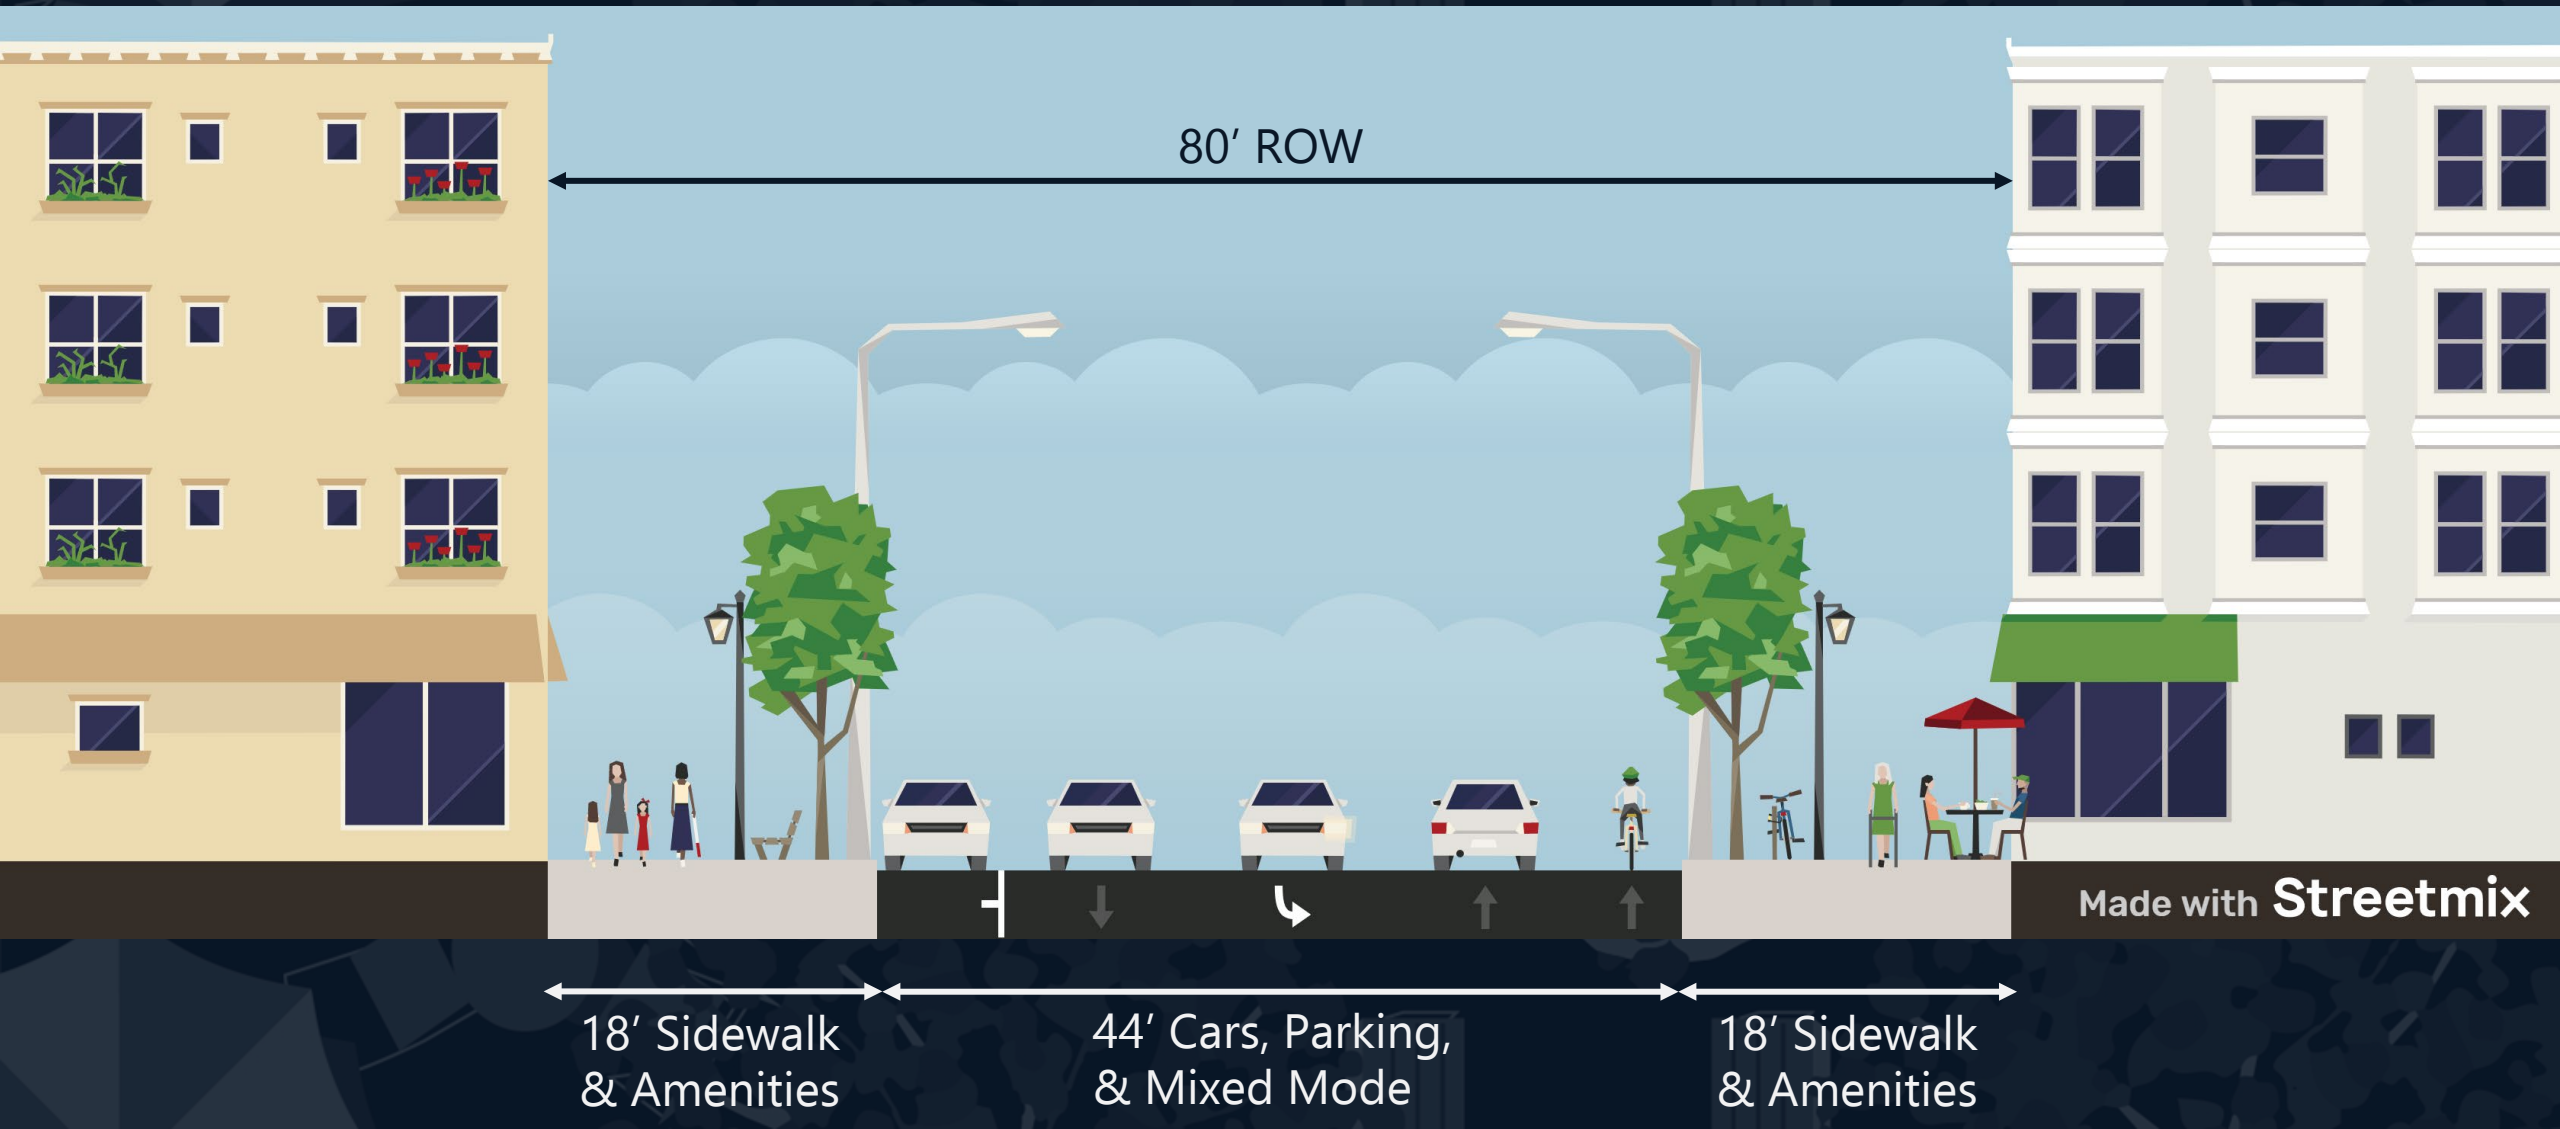 80′ ROW
Made with Streetmix
18′ Sidewalk
& Amenities
44′ Cars, Parking,
& Mixed Mode
18′ Sidewalk
& Amenities